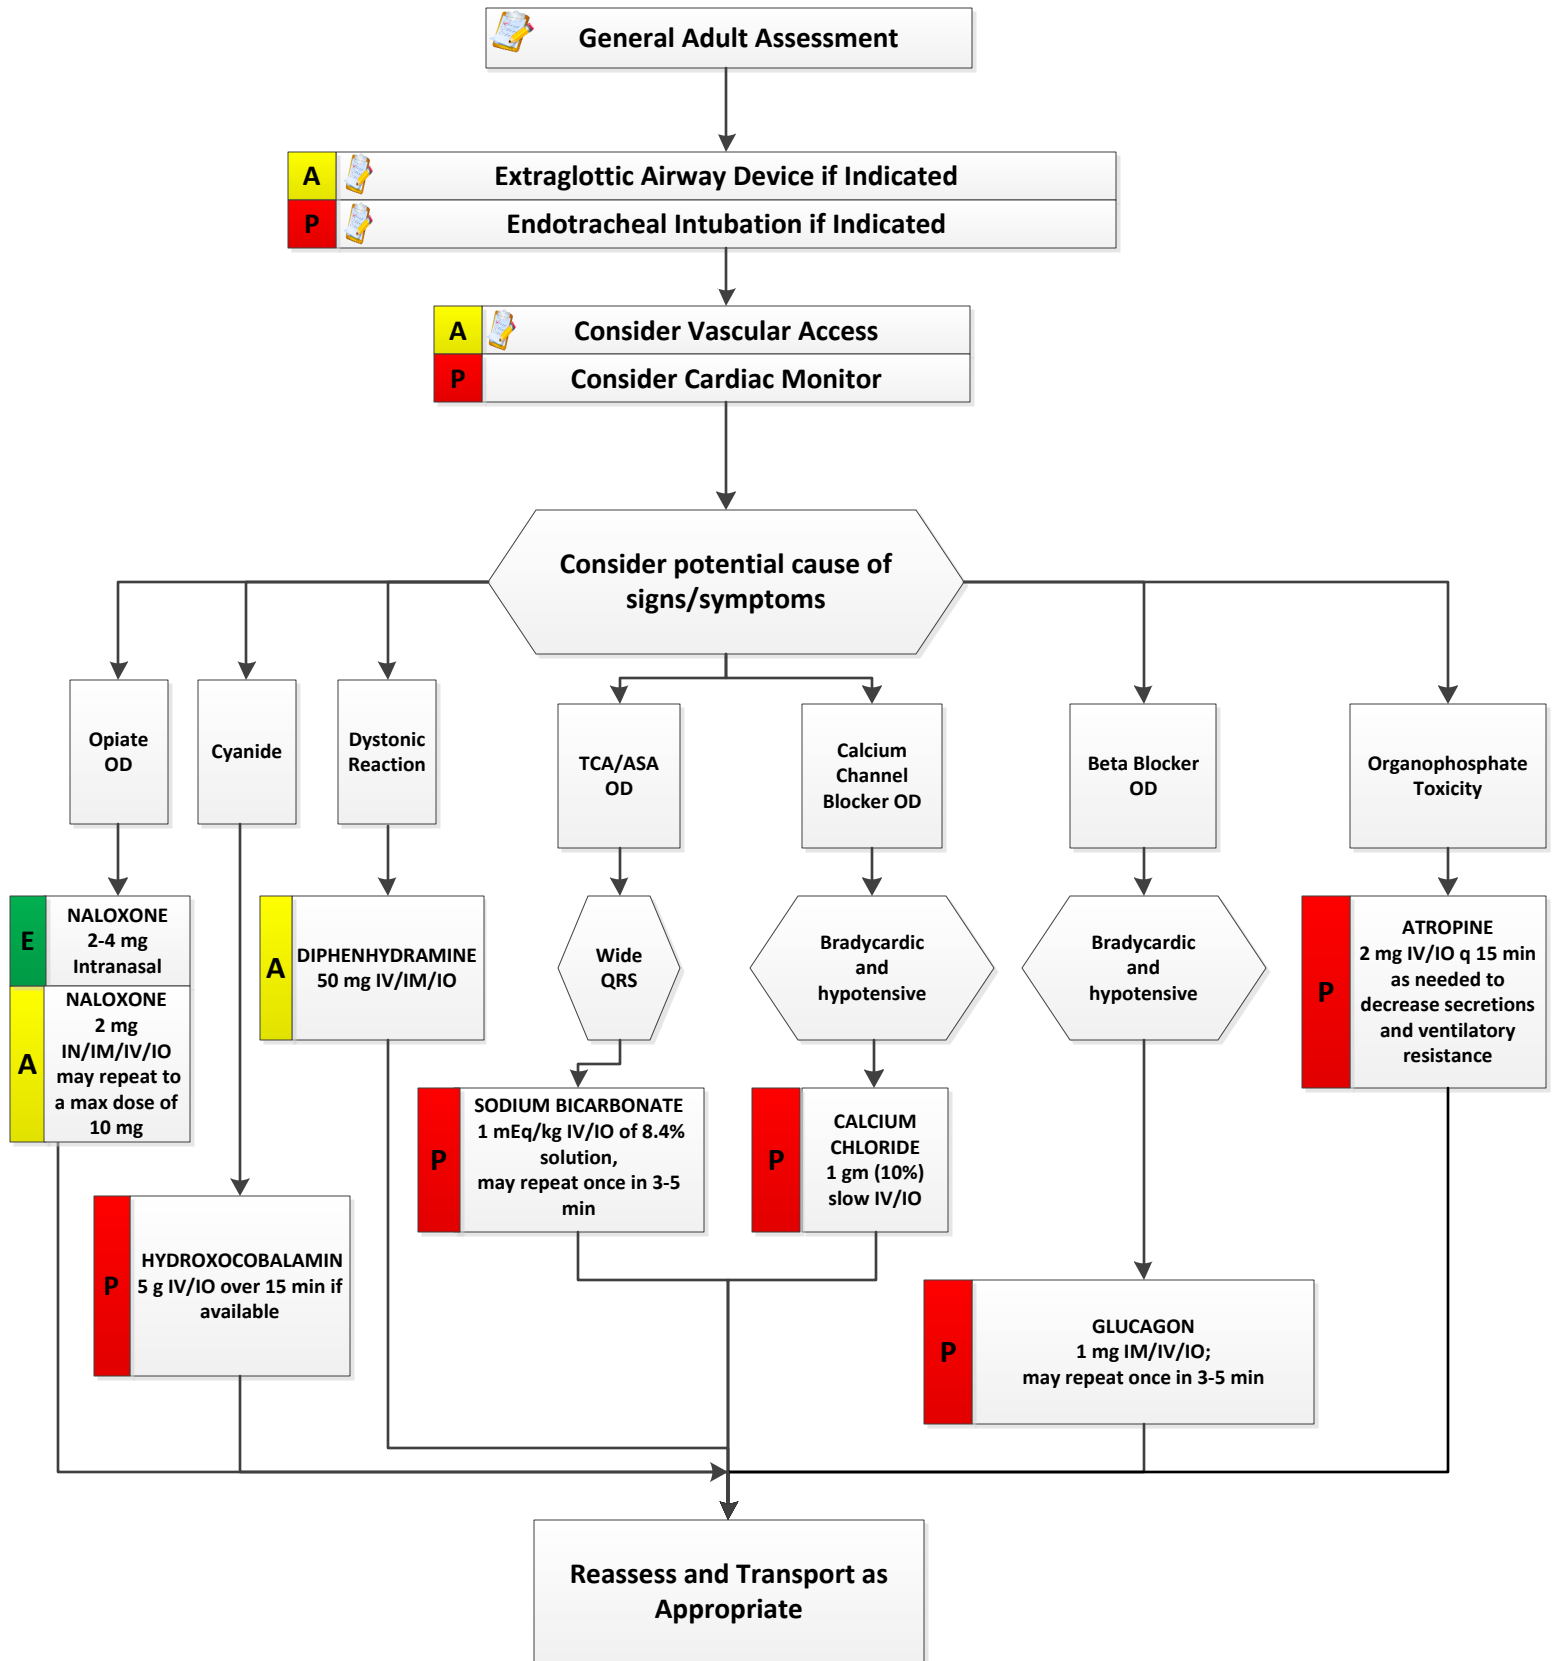 General Adult Assessment
A
Extraglottic Airway Device if Indicated
P
Endotracheal Intubation if Indicated
A
Consider Vascular Access
P
Consider Cardiac Monitor
Consider potential cause of
signs/symptoms
Opiate
OD
Cyanide
Dystonic
Reaction
TCA/ASA
OD
Calcium
Channel
Blocker OD
Beta Blocker
OD
Organophosphate
Toxicity
E
NALOXONE
2-4 mg
Intranasal
A
NALOXONE
2 mg
IN/IM/IV/IO
may repeat to
a max dose of
10 mg
A
DIPHENHYDRAMINE
50 mg IV/IM/IO
Wide
QRS
Bradycardic
and
hypotensive
Bradycardic
and
hypotensive
P
ATROPINE
2 mg IV/IO q 15 min
as needed to
decrease secretions
and ventilatory
resistance
P
SODIUM BICARBONATE
1 mEq/kg IV/IO of 8.4%
solution,
may repeat once in 3-5
min
P
CALCIUM
CHLORIDE
1 gm (10%)
slow IV/IO
P
HYDROXOCOBALAMIN
5 g IV/IO over 15 min if
available
P
GLUCAGON
1 mg IM/IV/IO;
may repeat once in 3-5 min
Reassess and Transport as
Appropriate